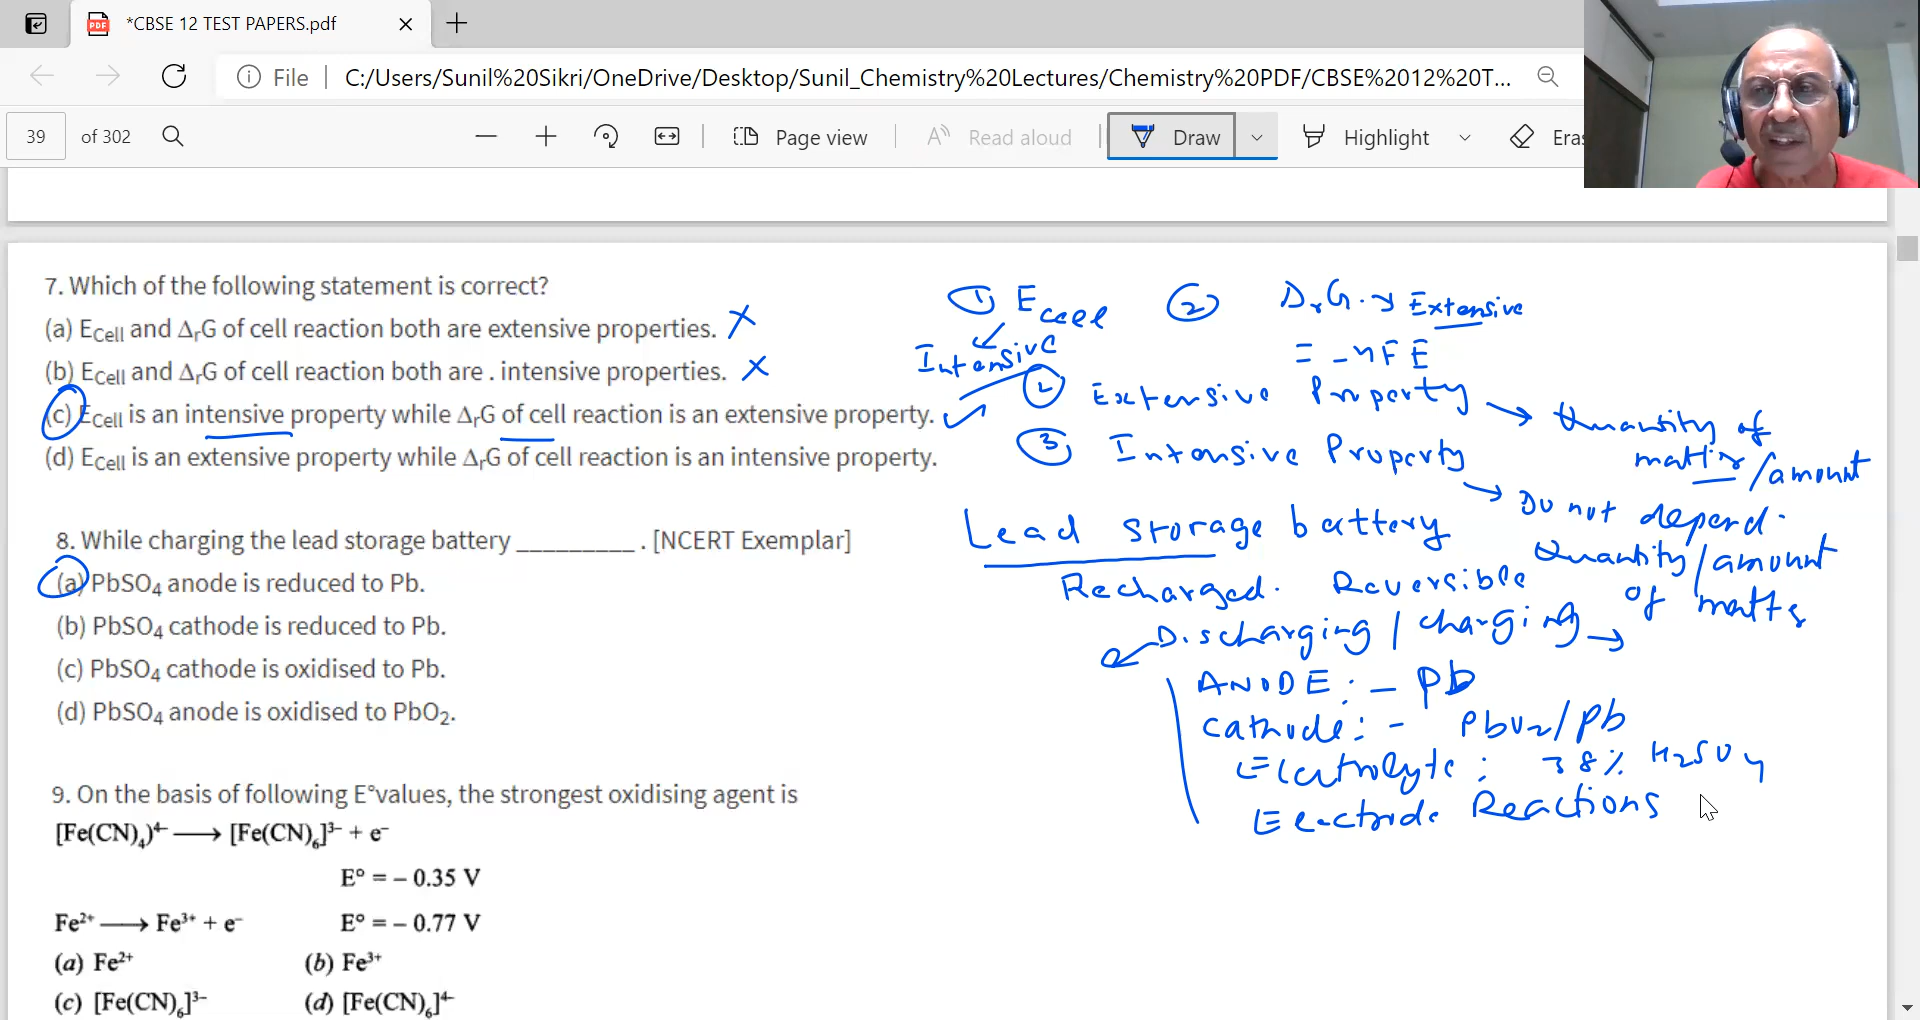 *CBSE 12 TEST PAPERS.pdf
File | C:/Users/Sunil%20Sikri/OneDrive/Desktop/Sunil_Chemistry%20Lectures/Chemistry%20PDF/CBSE%2012%20T...
39 of 302 Page view Read aloud Draw Highlight Eras
7. Which of the following statement is correct?
(a) ECell and ΔrG of cell reaction both are extensive properties. X
(b) ECell and ΔrG of cell reaction both are . intensive properties. X
(c) ECell is an intensive property while ΔrG of cell reaction is an extensive property.
(d) ECell is an extensive property while ΔrG of cell reaction is an intensive property.
① Ecell ② ΔrG. → Extensive
Intensive = -nFE
② Extensive Property → Quantity of
matter / amount
③ Intensive Property → Do not depend.
Quantity / amount
of matts
8. While charging the lead storage battery _________ . [NCERT Exemplar]
(a) PbSO₄ anode is reduced to Pb.
(b) PbSO₄ cathode is reduced to Pb.
(c) PbSO₄ cathode is oxidised to Pb.
(d) PbSO₄ anode is oxidised to PbO₂.
Lead storage battery
Recharged. Reversible
Discharging / charging →
ANODE :- Pb
Cathode :- PbO₂/Pb
Electrolyte : 38% H₂SO₄
Electrode Reactions
9. On the basis of following E°values, the strongest oxidising agent is
[Fe(CN)₄)⁴⁻ ⟶ [Fe(CN)₆]³⁻ + e⁻
E° = – 0.35 V
Fe²⁺ ⟶ Fe³⁺ + e⁻ E° = – 0.77 V
(a) Fe²⁺ (b) Fe³⁺
(c) [Fe(CN)₆]³⁻ (d) [Fe(CN)₆]⁴⁻